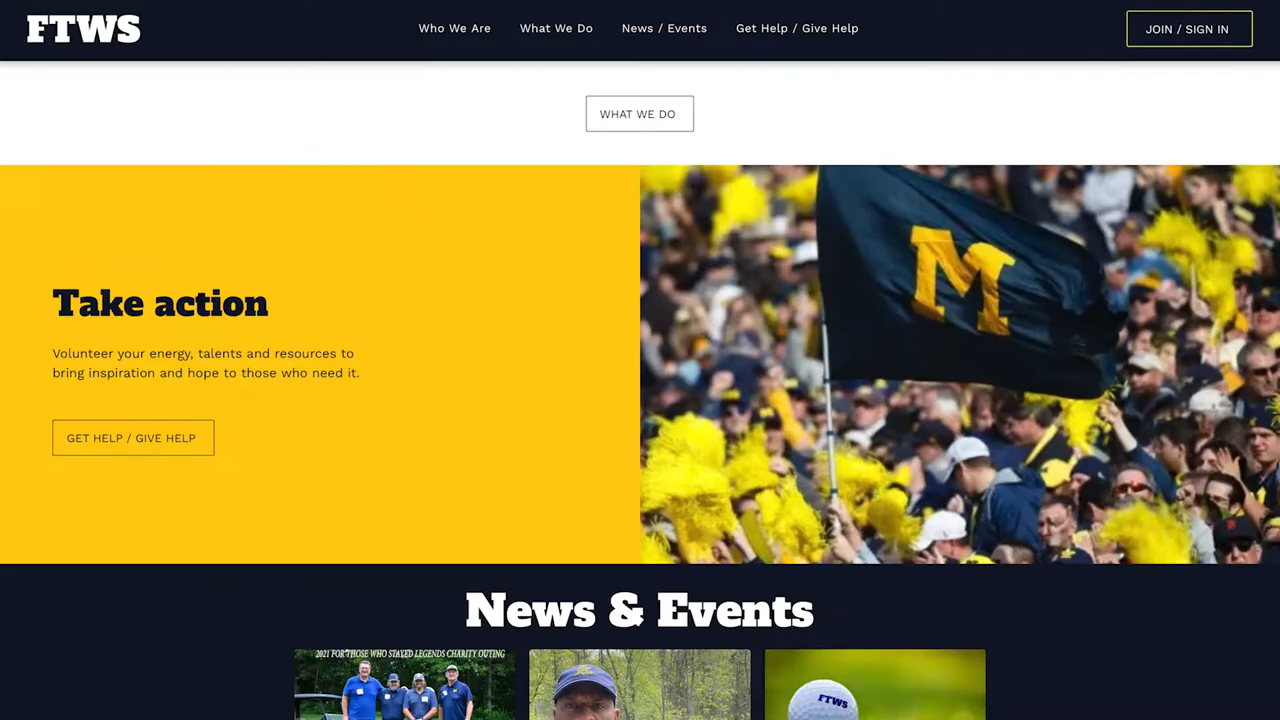 FTWS
Who We Are
What We Do
News / Events
Get Help / Give Help
JOIN / SIGN IN
WHAT WE DO
Take action
Volunteer your energy, talents and resources to
bring inspiration and hope to those who need it.
GET HELP / GIVE HELP
M
News & Events
2021 FOR THOSE WHO STAYED LEGENDS CHARITY OUTING
FTWS